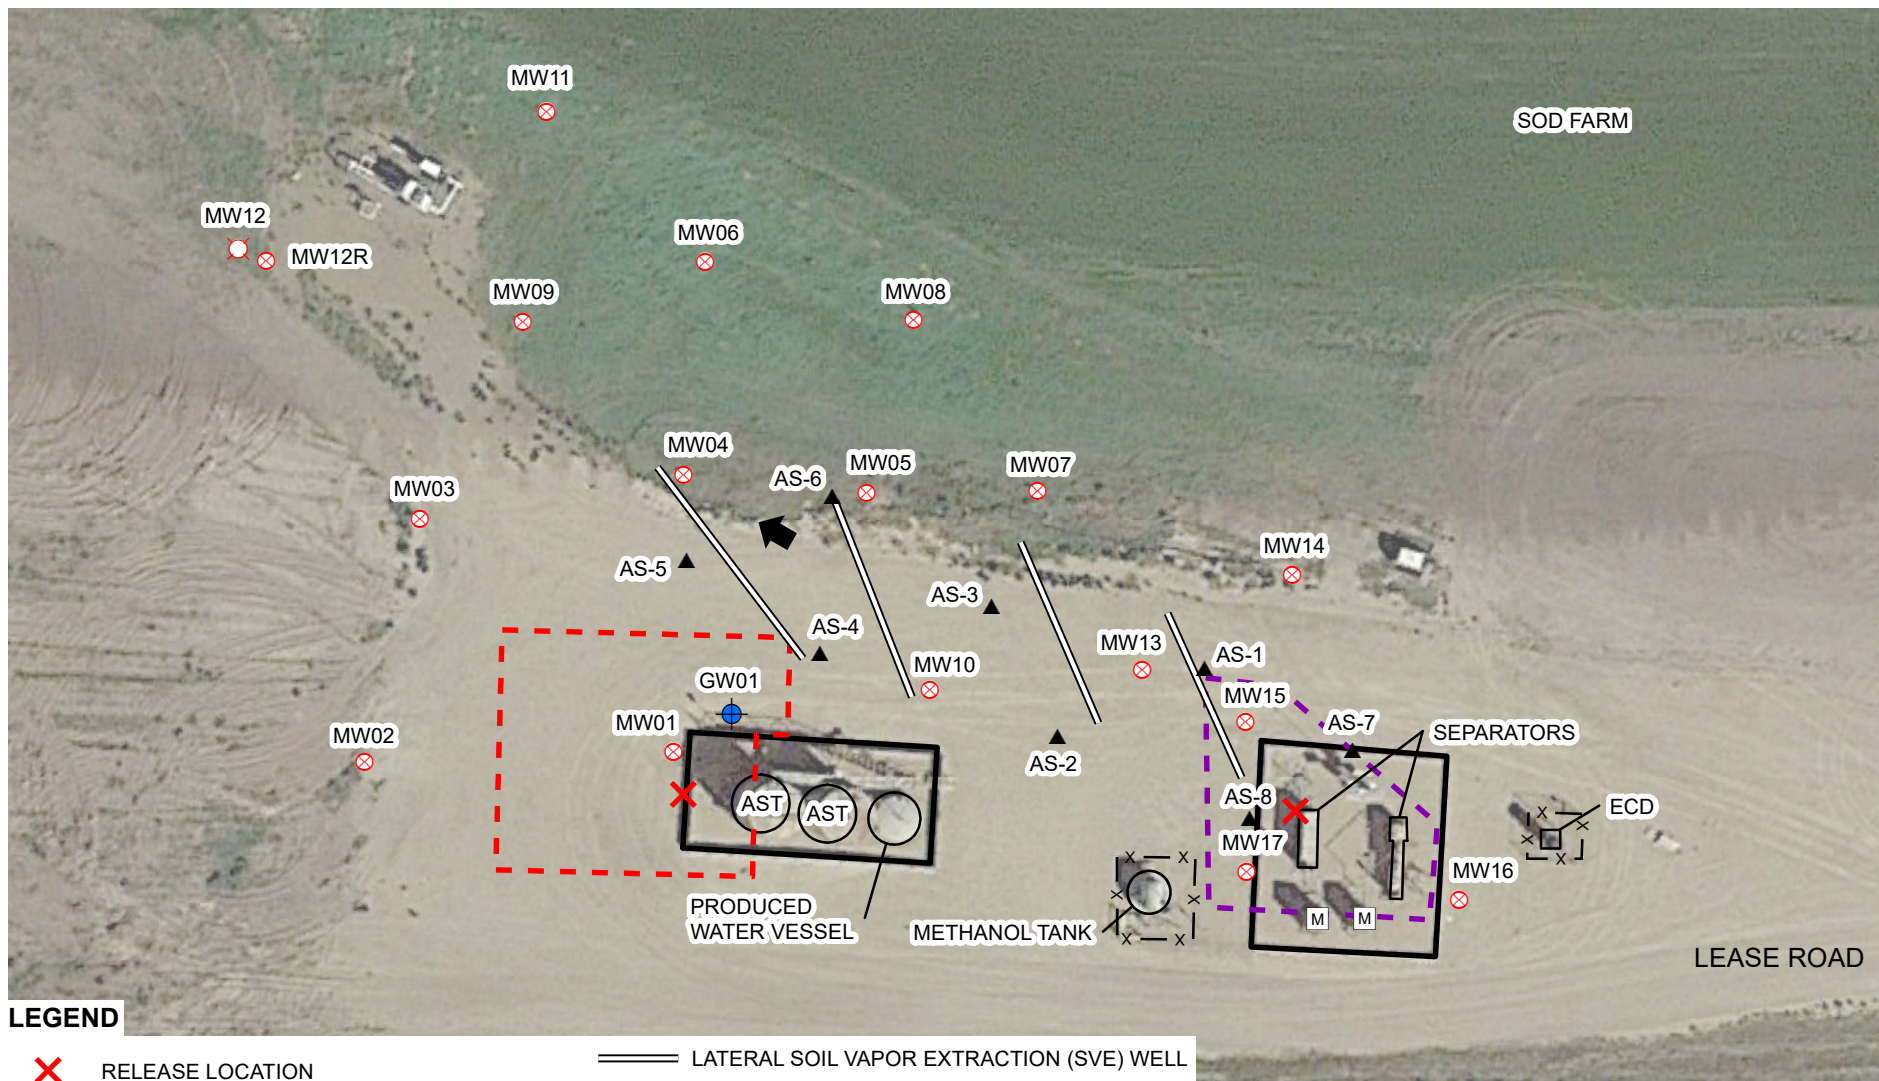 MW11
SOD FARM
MW12
MW12R
MW06
MW09
MW08
MW04
AS-6
MW05
MW07
MW03
MW14
AS-5
AS-3
AS-4
MW13
AS-1
MW10
GW01
MW15
MW01
AS-7
SEPARATORS
MW02
AS-2
AST
AST
AS-8
ECD
X
X
X
X
MW17
X
X
X
X
X
X
MW16
M
M
PRODUCED
WATER VESSEL
METHANOL TANK
LEASE ROAD
LEGEND
RELEASE LOCATION
LATERAL SOIL VAPOR EXTRACTION (SVE) WELL